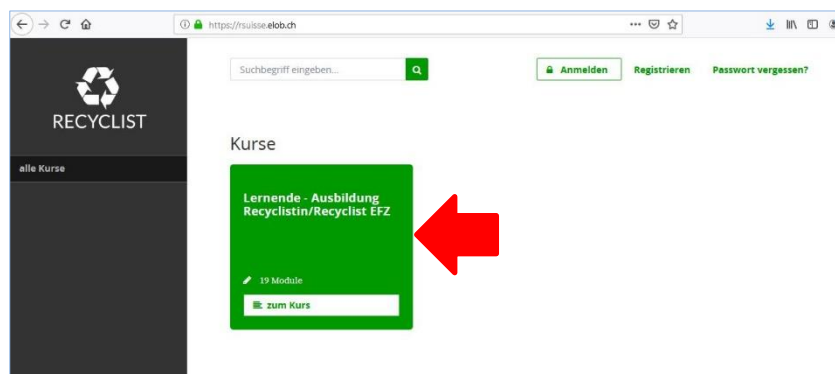 https://rsuisse.elob.ch
RECYCLIST
alle Kurse
Suchbegriff eingeben...
Anmelden Registrieren Passwort vergessen?
Kurse
Lernende - Ausbildung
Recyclistin/Recyclist EFZ
19 Module
zum Kurs